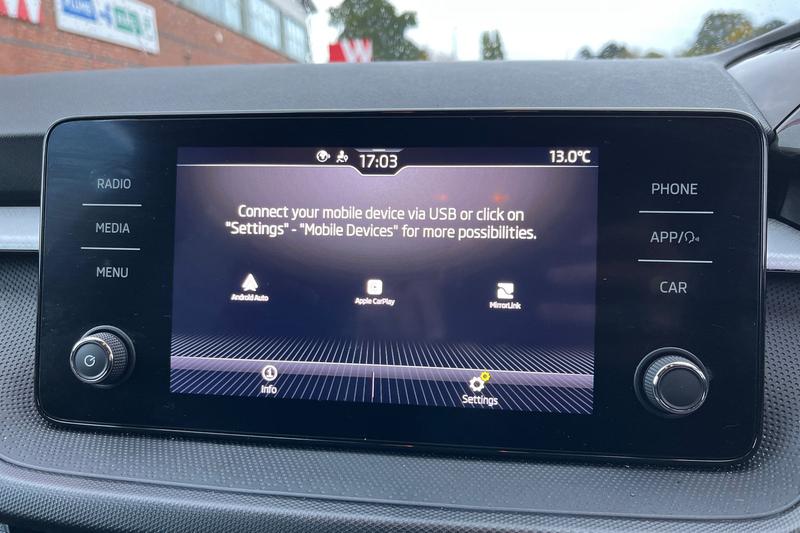 W
17:03
13.0°C
RADIO
MEDIA
MENU
Connect your mobile device via USB or click on
"Settings" - "Mobile Devices" for more possibilities.
Android Auto
Apple CarPlay
MirrorLink
Info
Settings
PHONE
APP/
CAR